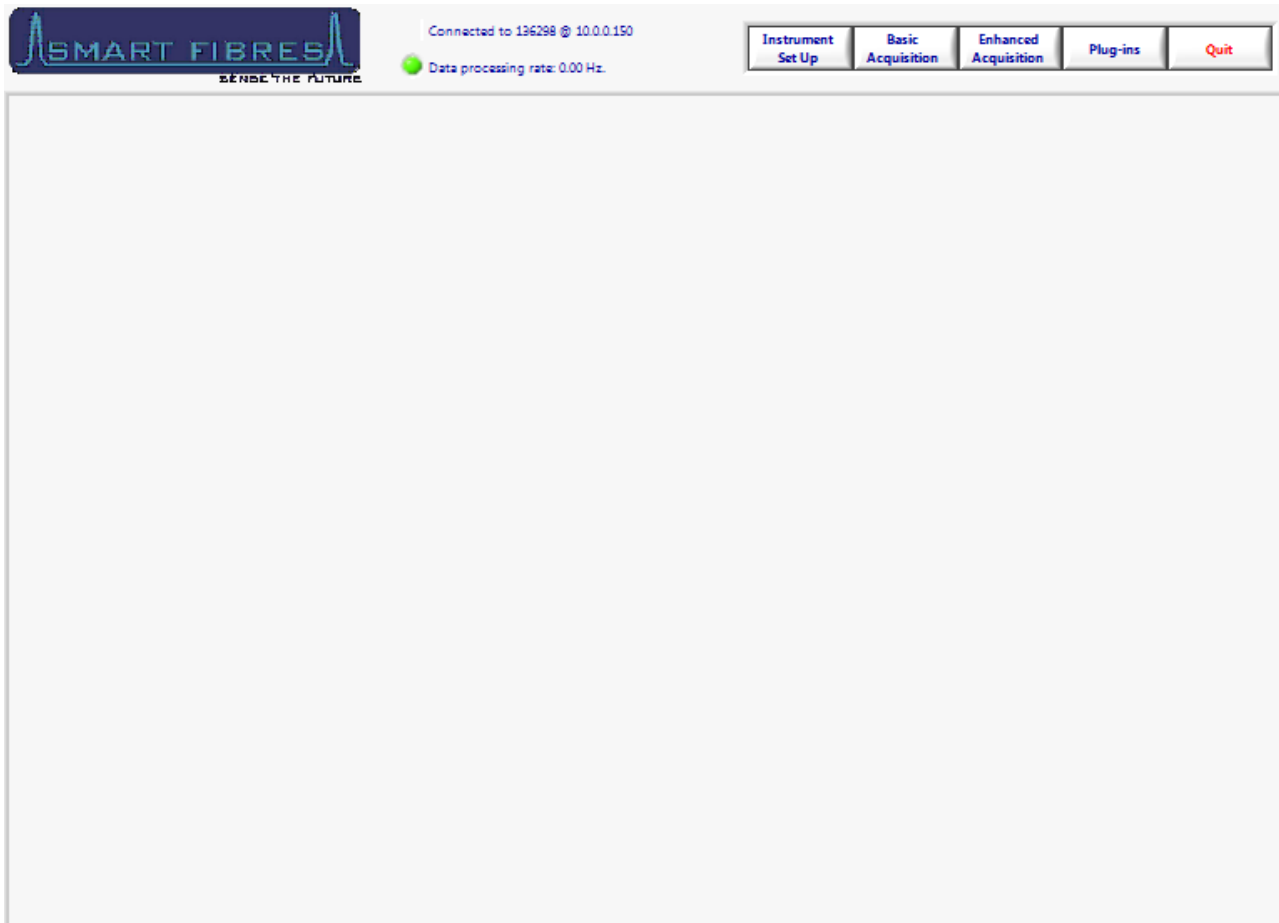 SMART FIBRES
SENSE THE FUTURE
Connected to 136298 @ 10.0.0.150
Data processing rate: 0.00 Hz.
Instrument
Set Up
Basic
Acquisition
Enhanced
Acquisition
Plug-ins
Quit